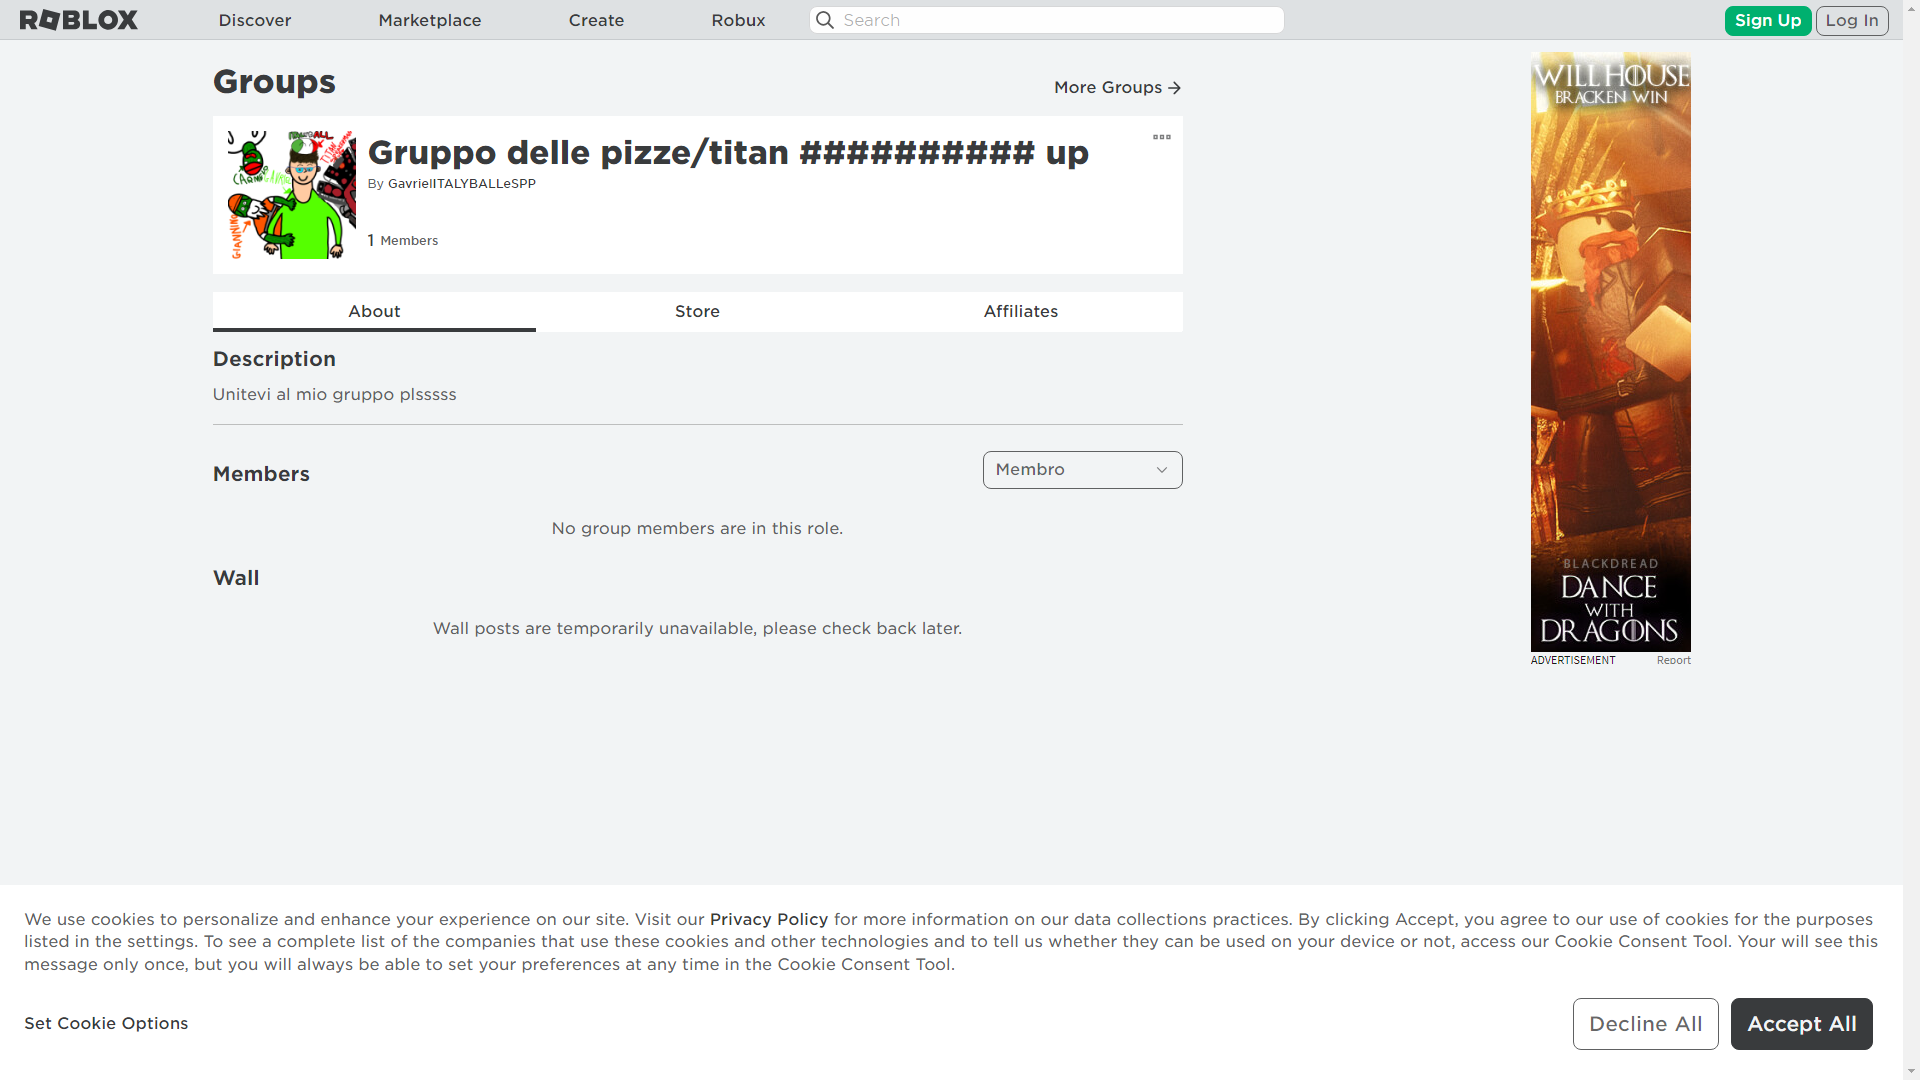 ROBLOX
Discover
Marketplace
Create
Robux
Search
Sign Up
Log In
Groups
More Groups
Gruppo delle pizze/titan ########## up
By GavrielITALYBALLeSPP
1 Members
About
Store
Affiliates
Description
Unitevi al mio gruppo plsssss
Members
Membro
No group members are in this role.
Wall
Wall posts are temporarily unavailable, please check back later.
WILL HOUSE
BRACKEN WIN
BLACKDREAD
DANCE
WITH
DRAGONS
ADVERTISEMENT
Report
We use cookies to personalize and enhance your experience on our site. Visit our Privacy Policy for more information on our data collections practices. By clicking Accept, you agree to our use of cookies for the purposes
listed in the settings. To see a complete list of the companies that use these cookies and other technologies and to tell us whether they can be used on your device or not, access our Cookie Consent Tool. Your will see this
message only once, but you will always be able to set your preferences at any time in the Cookie Consent Tool.
Set Cookie Options
Decline All
Accept All